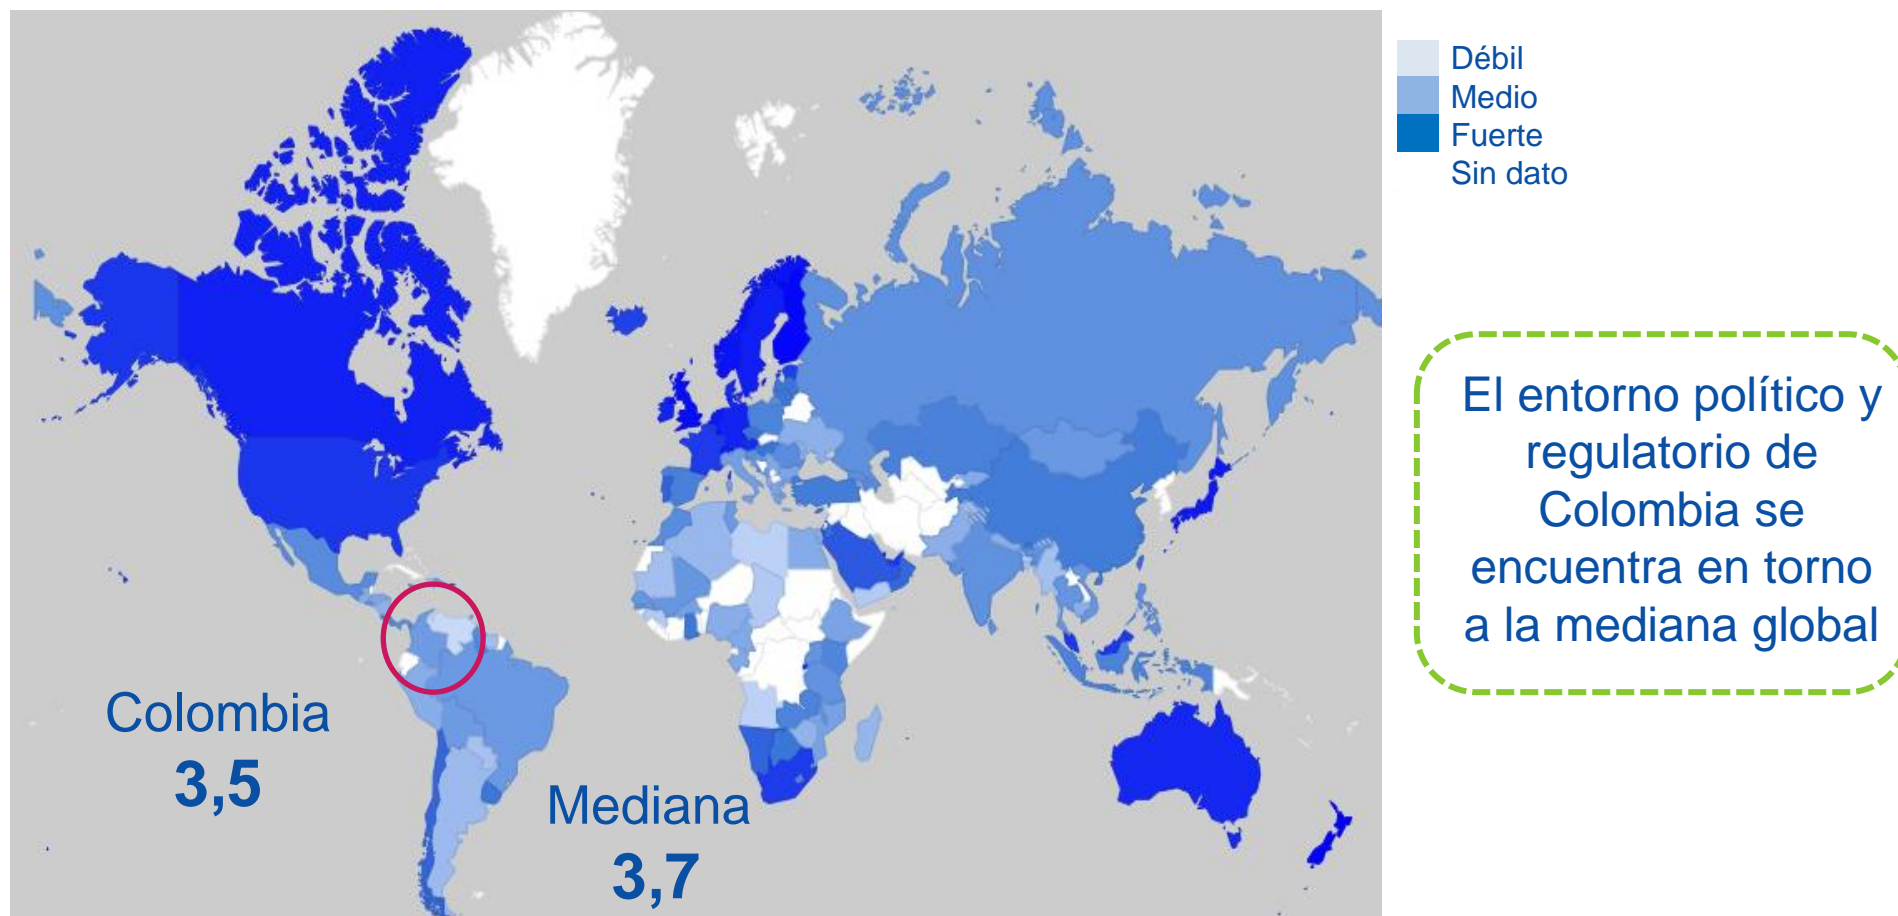 Débil
Medio
Fuerte
Sin dato
El entorno político y
regulatorio de
Colombia se
encuentra en torno
a la mediana global
Colombia
3,5
Mediana
3,7